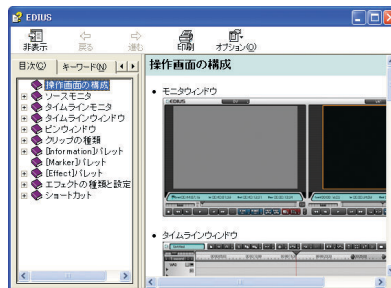 EDIUS
非表示 戻る 進む 印刷 オプション(O)
目次(C) キーワード(N)
操作画面の構成
ソースモニタ
タイムラインモニタ
タイムラインウィンドウ
ビンウィンドウ
クリップの種類
[Information]パレット
[Marker]パレット
[Effect]パレット
エフェクトの種類と設定
ショートカット
操作画面の構成
• モニタウィンドウ
EDIUS
• タイムラインウィンドウ